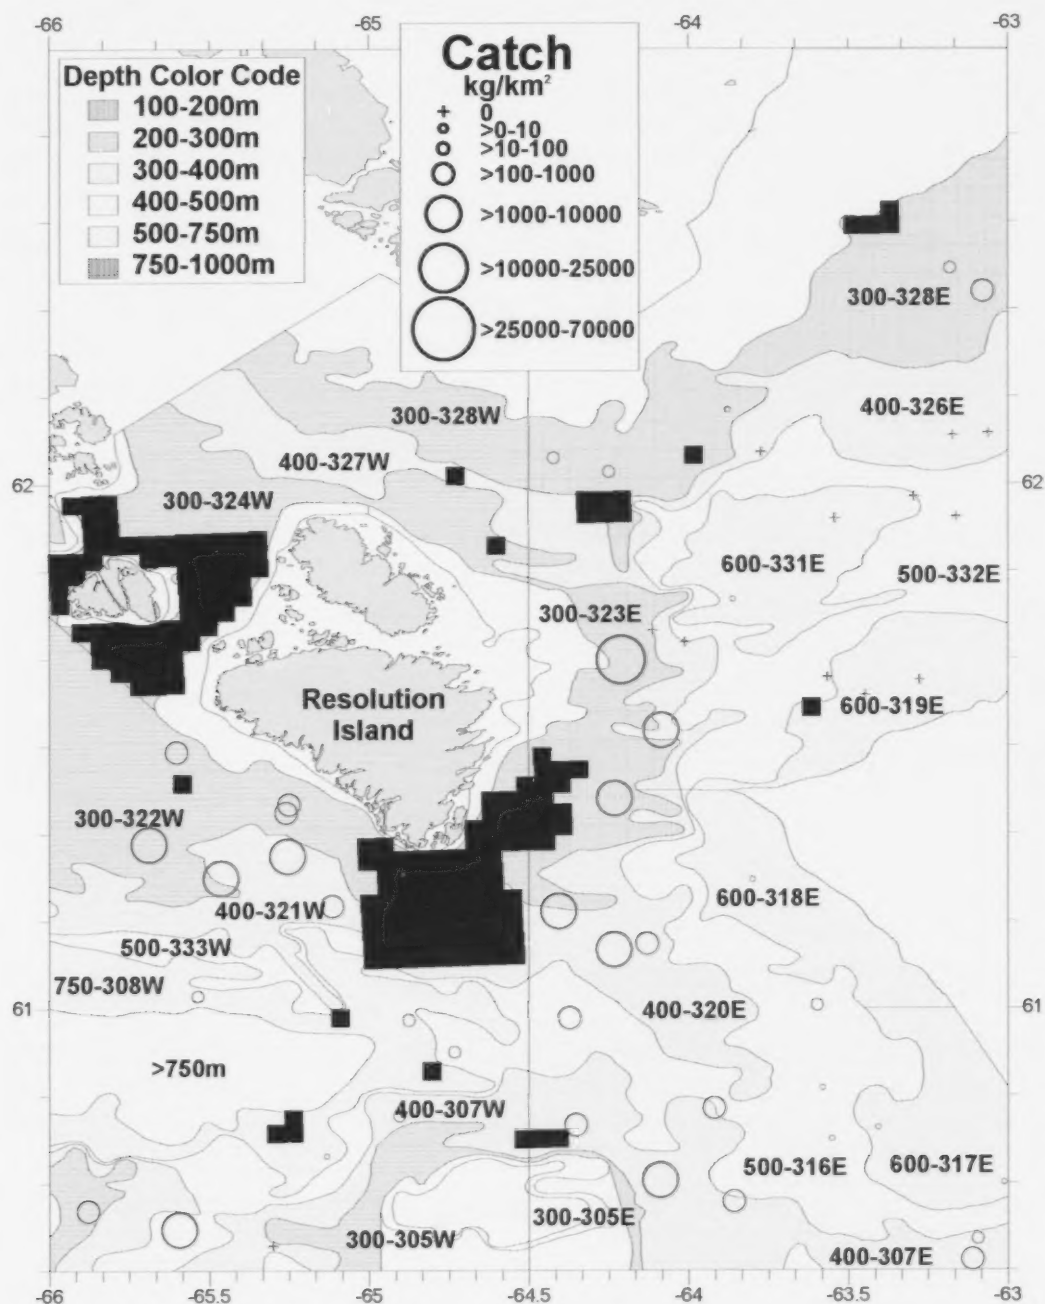 -66 -65 -64 -63
Depth Color Code
100-200m
200-300m
300-400m
400-500m
500-750m
750-1000m
Catch
kg/km²
0
>0-10
>10-100
>100-1000
>1000-10000
>10000-25000
>25000-70000
300-328E
400-326E
300-328W
400-327W
62 62
300-324W
600-331E
500-332E
300-323E
Resolution
Island
600-319E
300-322W
600-318E
400-321W
500-333W
750-308W
61 61
400-320E
>750m
400-307W
500-316E
600-317E
300-305E
300-305W
400-307E
-66 -65.5 -65 -64.5 -64 -63.5 -63